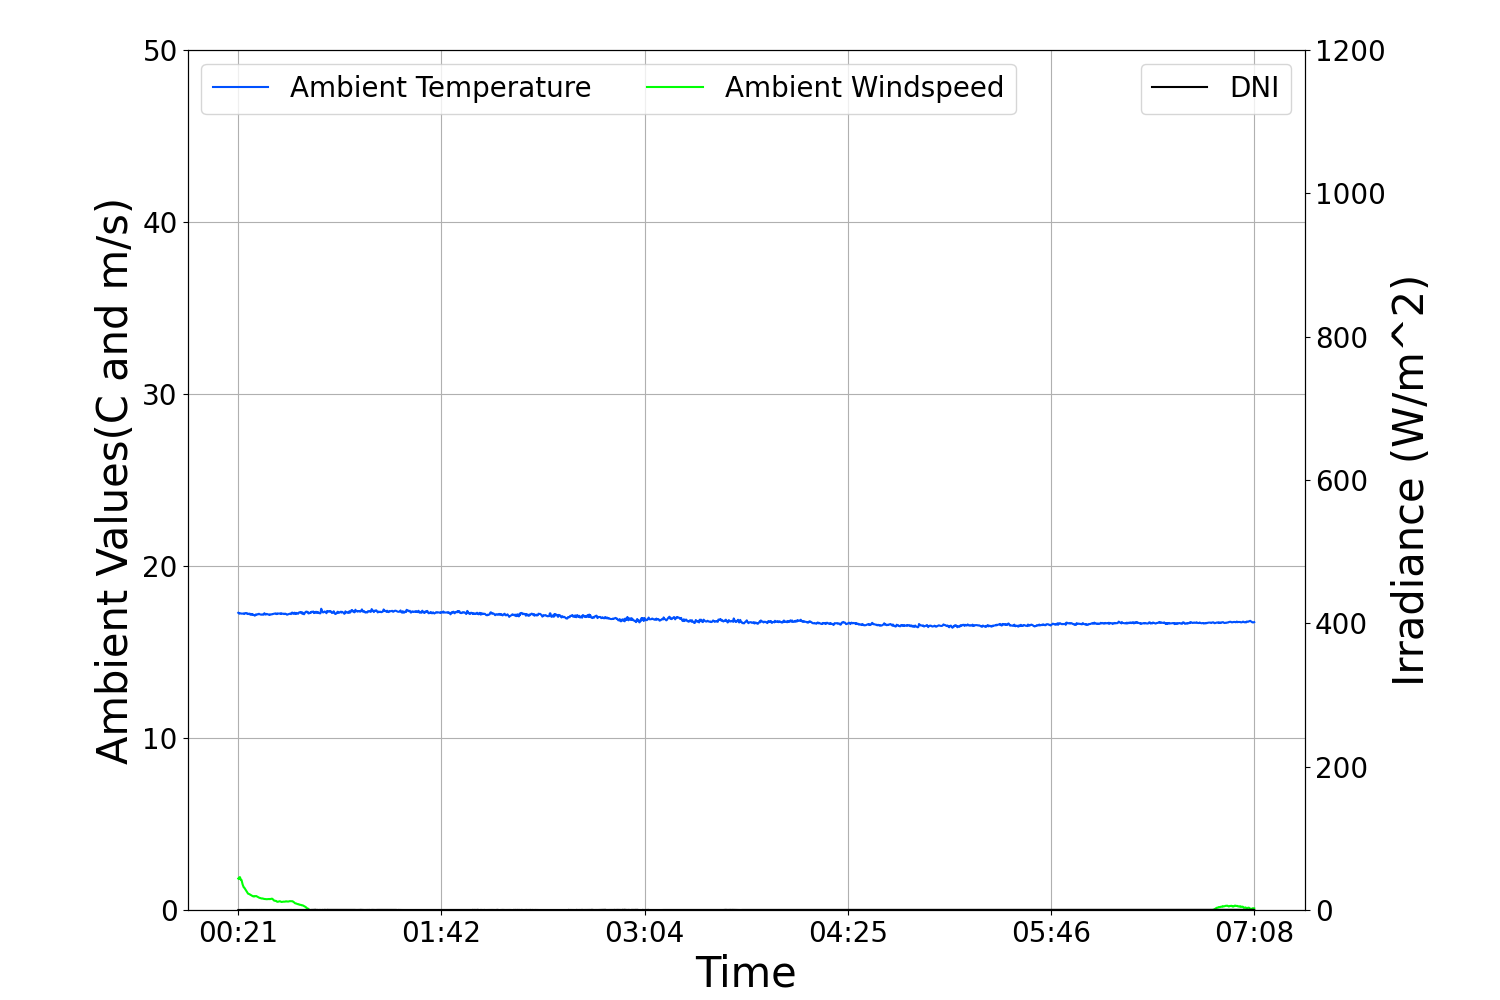 Ambient Temperature
Ambient Windspeed
DNI
Ambient Values(C and m/s)
50
40
30
20
10
0
1200
1000
800
600
400
200
0
Irradiance (W/m^2)
00:21 01:42 03:04 04:25 05:46 07:08
Time